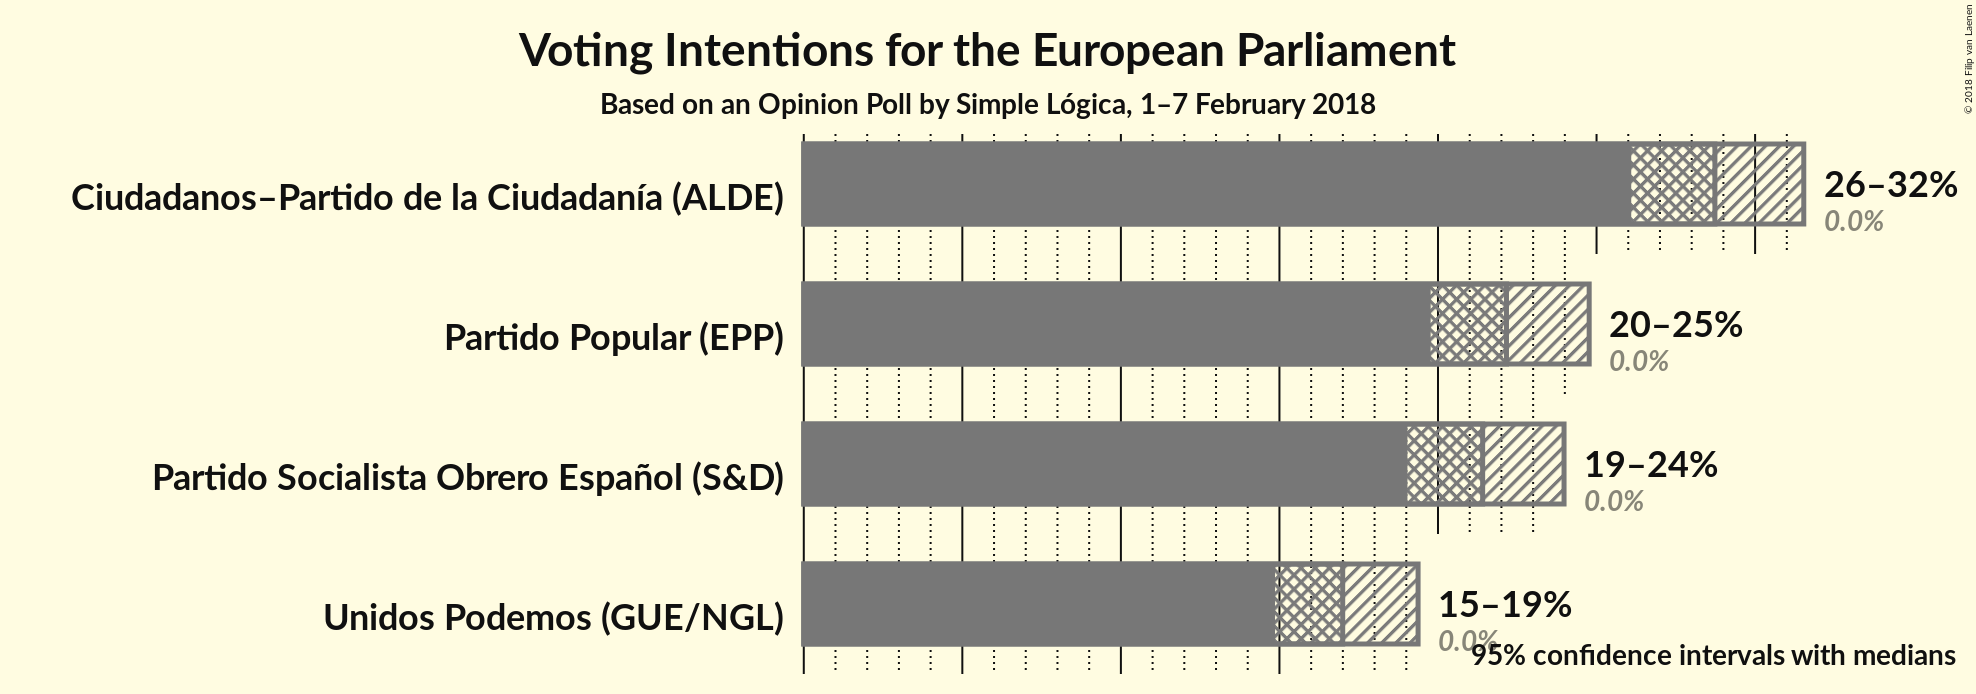 Voting Intentions for the European Parliament
Based on an Opinion Poll by Simple Lógica, 1–7 February 2018
© 2018 Filip van Laenen
Ciudadanos–Partido de la Ciudadanía (ALDE)
26–32%
0.0%
Partido Popular (EPP)
20–25%
0.0%
Partido Socialista Obrero Español (S&D)
19–24%
0.0%
Unidos Podemos (GUE/NGL)
15–19%
0.0%
95% confidence intervals with medians